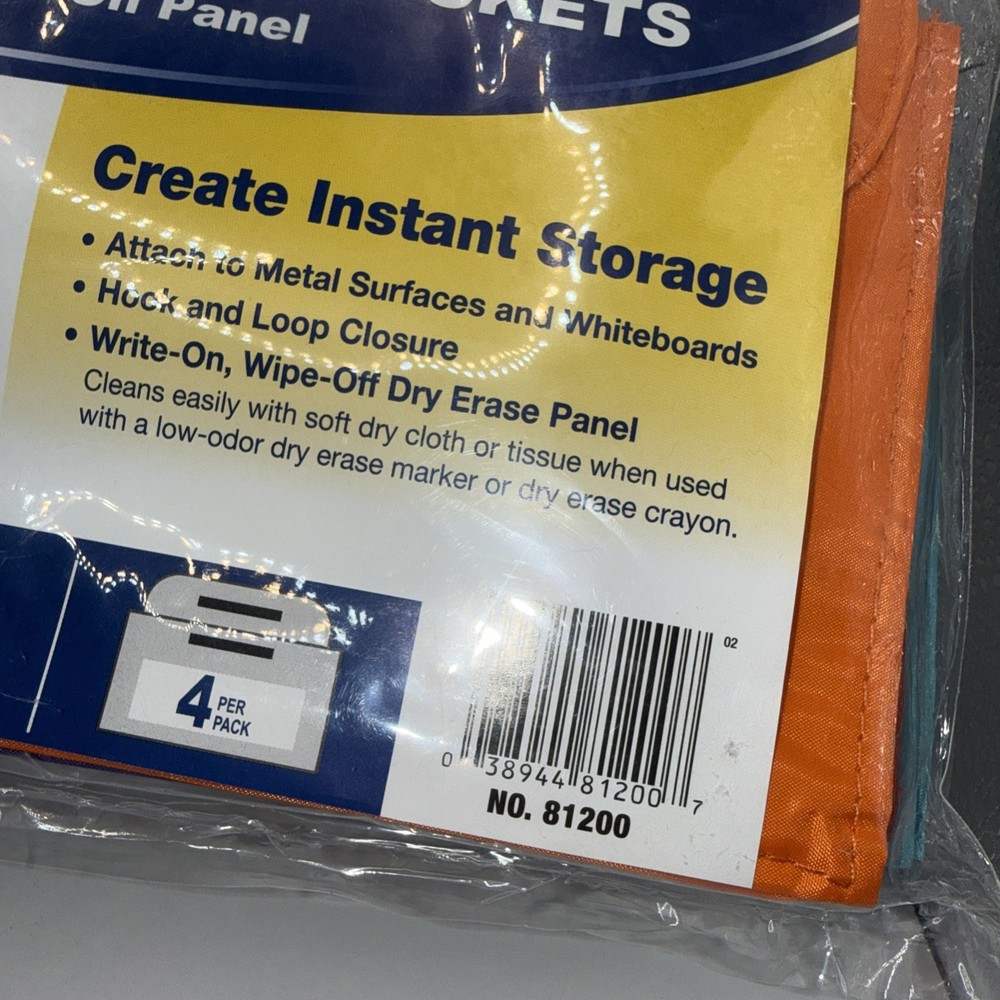 Panel
Create Instant Storage
• Attach to Metal Surfaces and Whiteboards
• Hook and Loop Closure
• Write-On, Wipe-Off Dry Erase Panel
Cleans easily with soft dry cloth or tissue when used
with a low-odor dry erase marker or dry erase crayon.
4 PER
PACK
02
0 38944 81200 7
NO. 81200